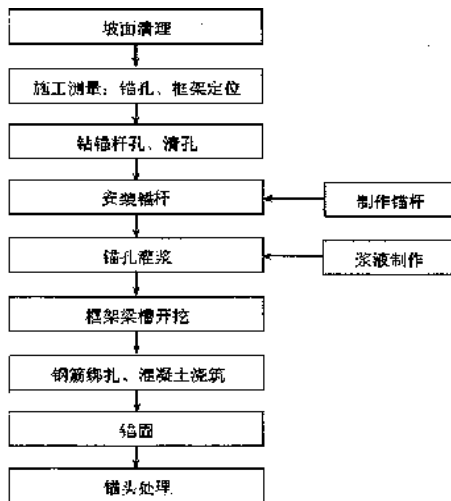 坡面清理
施工测量：锚孔、框架定位
钻锚杆孔、清孔
安装锚杆
制作锚杆
锚孔灌浆
浆液制作
框架梁槽开挖
钢筋绑扎、混凝土浇筑
锚固
锚头处理